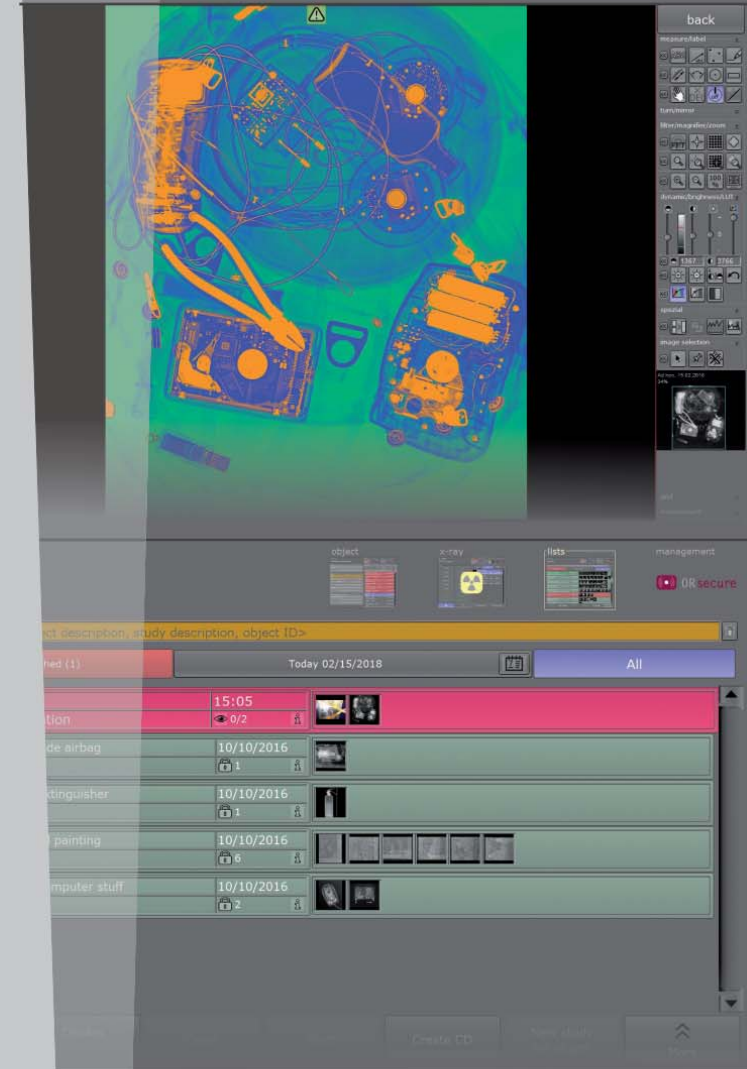 back
measure/label
turn/mirror
filter/magnifier/zoom
dynamic/brightness/LUT
1367 3766
special
image selection
14%
object x-ray lists management
ORsecure
ct description, study description, object ID>
hed (1) Today 02/15/2018 All
15:05
tion 0/2
de airbag 10/10/2016
1
xtinguisher 10/10/2016
1
painting 10/10/2016
6
mputer stuff 10/10/2016
2
Create CD